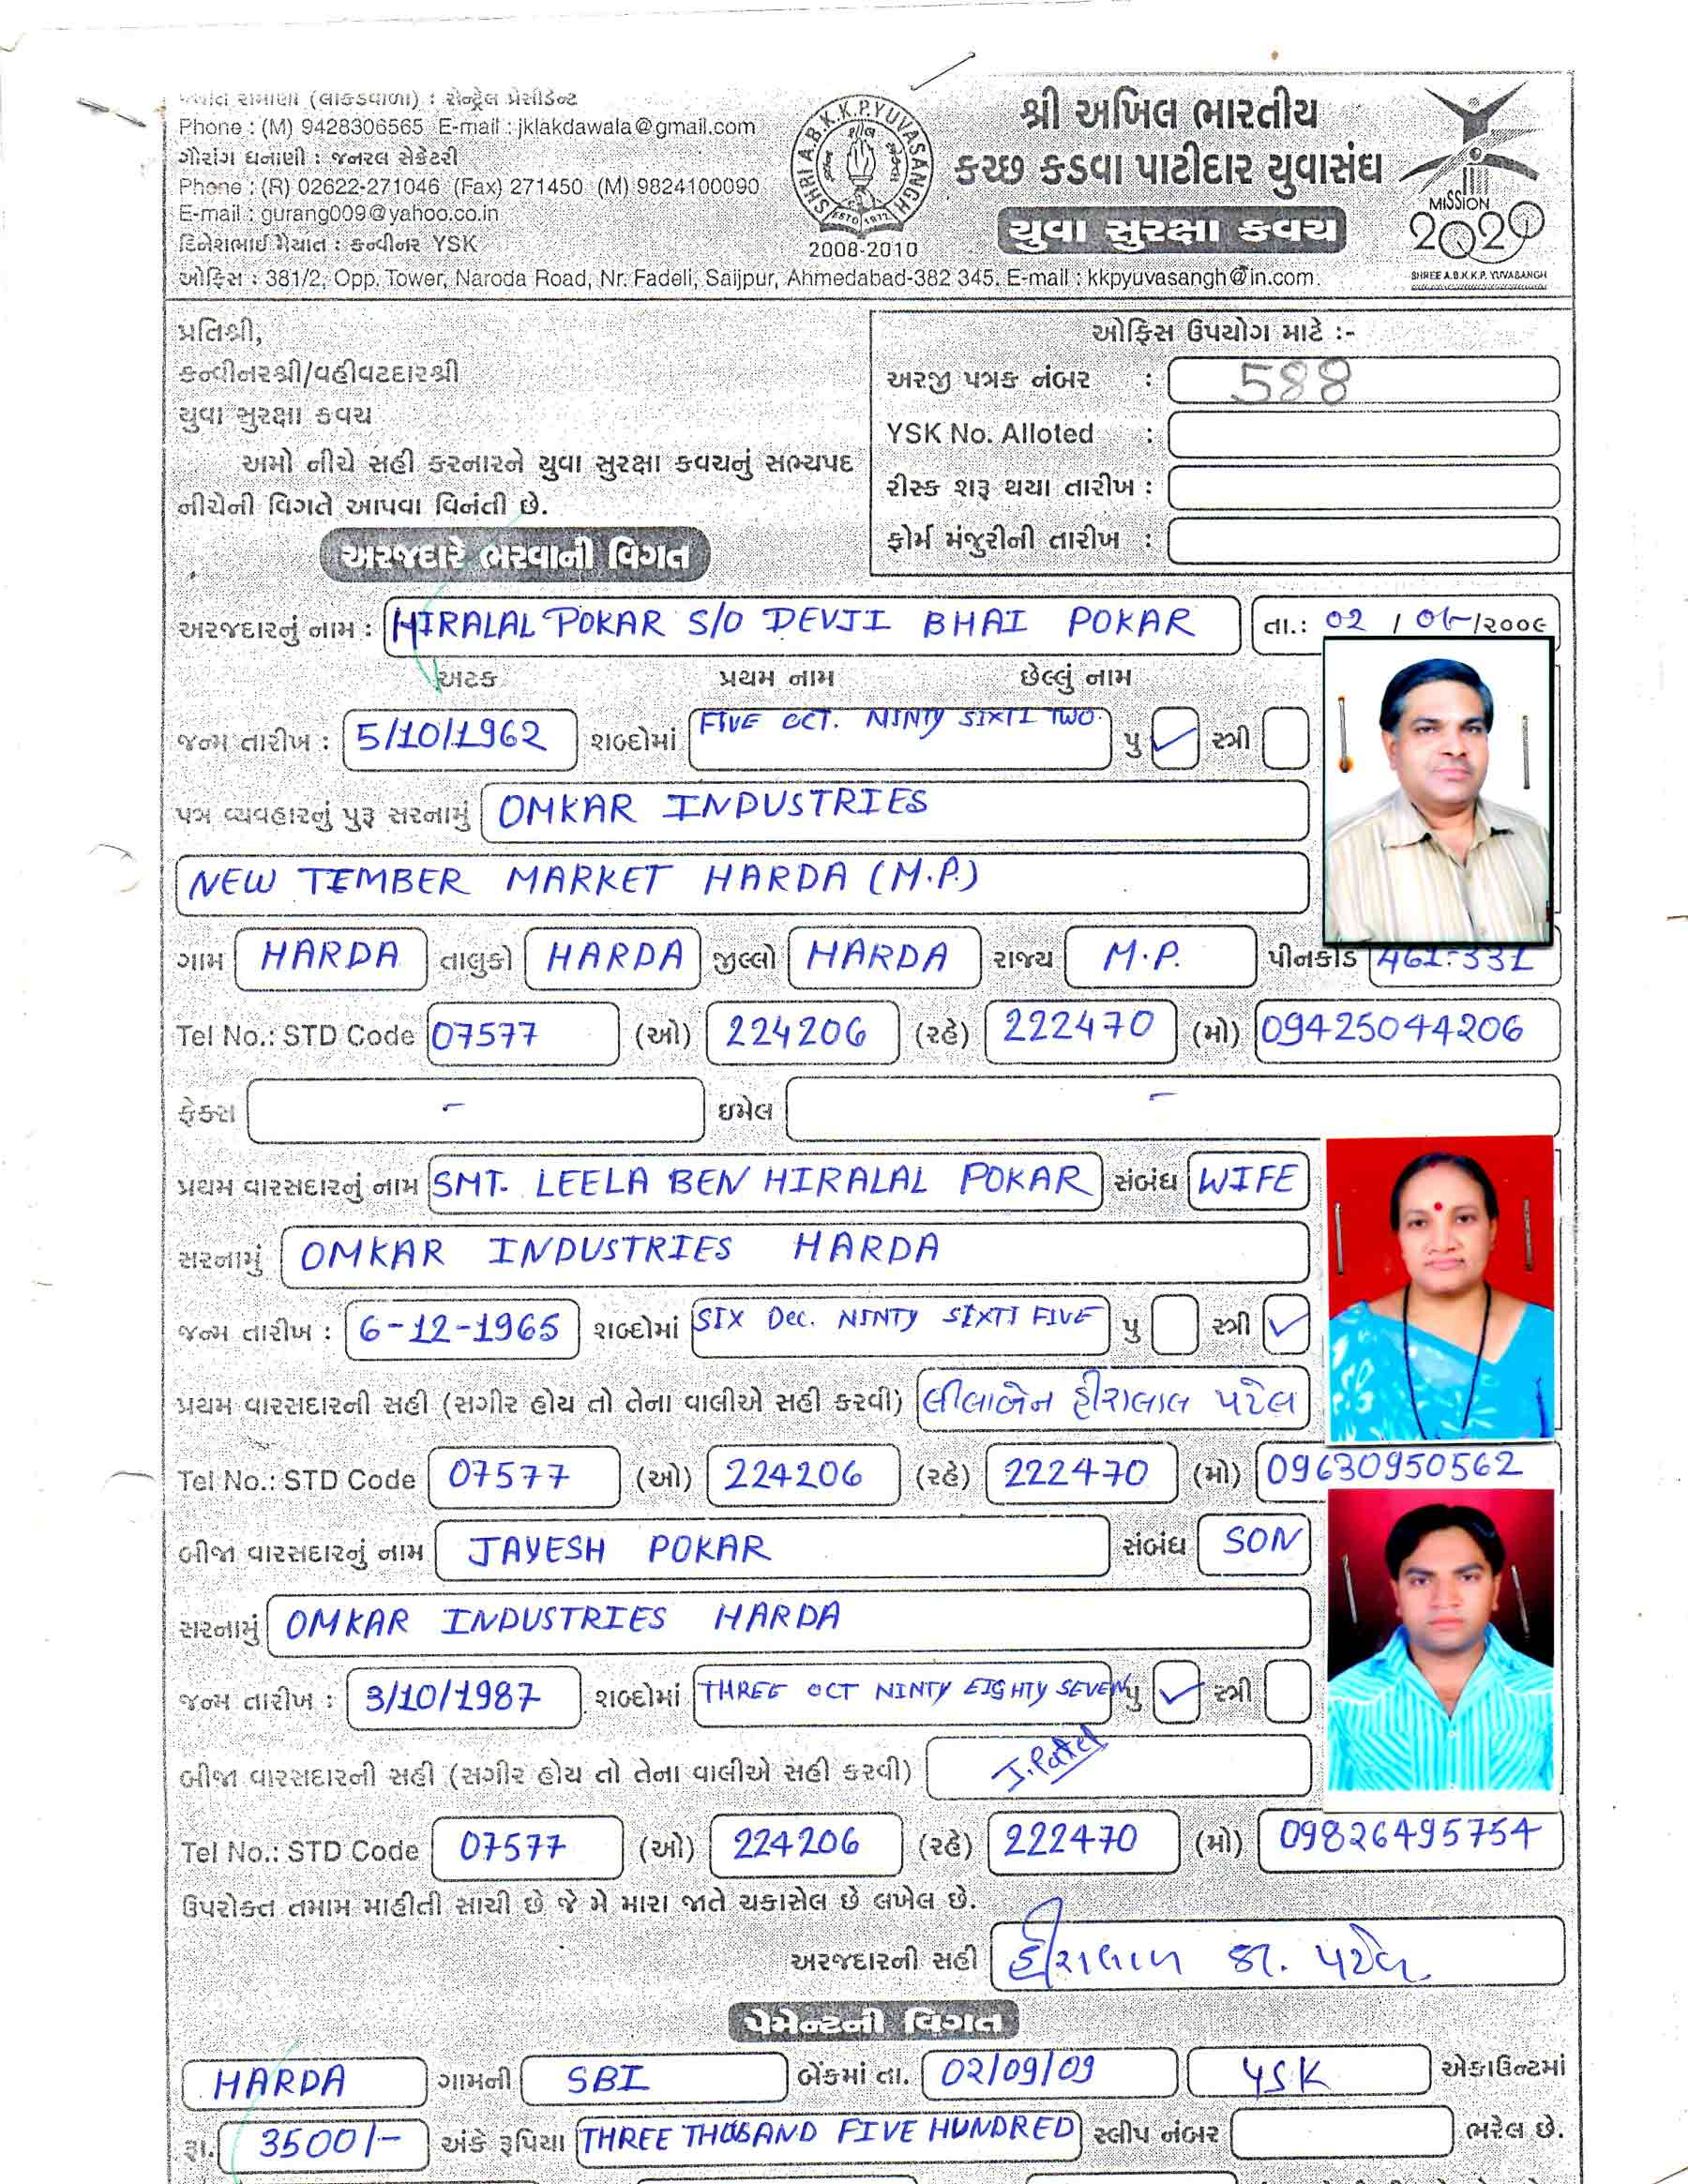 (લાકડાવાળા) : સેન્ટ્રલ પ્રેસીડેન્ટ
Phone : (M) 9428306565 E-mail : jklakdawala@gmail.com
ગૌરાંગ ધનાણી : જનરલ સેક્રેટરી
Phone : (R) 02622-271046 (Fax) 271450 (M) 9824100090
E-mail : gurang009@yahoo.co.in
દિનેશભાઈ મૈયાત : કન્વીનર YSK
SHRI A.B.K.K.P. YUVASANGH
ESTD 1972
2008-2010
શ્રી અખિલ ભારતીય
કચ્છ કડવા પાટીદાર યુવાસંઘ
યુવા સુરક્ષા કવચ
MISSION
2020
SHREE A.B.K.K.P. YUVASANGH
ઓફિસ : 381/2, Opp. Tower, Naroda Road, Nr. Fadeli, Saijpur, Ahmedabad-382 345. E-mail : kkpyuvasangh@in.com.
પ્રતિશ્રી,
કન્વીનરશ્રી/વહીવટદારશ્રી
યુવા સુરક્ષા કવચ
અમો નીચે સહી કરનારને યુવા સુરક્ષા કવચનું સભ્યપદ
નીચેની વિગતે આપવા વિનંતી છે.
ઓફિસ ઉપયોગ માટે :-
અરજી પત્રક નંબર : 588
YSK No. Alloted :
રીસ્ક શરૂ થયા તારીખ :
ફોર્મ મંજુરીની તારીખ :
અરજદારે ભરવાની વિગત
અરજદારનું નામ : HIRALAL POKAR S/O DEVJI BHAI POKAR તા.: 02 / /૨૦૦૯
અટક પ્રથમ નામ છેલ્લું નામ
જન્મ તારીખ : 5/10/1962 શબ્દોમાં FIVE OCT. NINTY SIXTI TWO. પુ ✓ સ્ત્રી
પત્ર વ્યવહારનું પુરૂ સરનામું OMKAR INDUSTRIES
NEW TEMBER MARKET HARDA (M.P.)
ગામ HARDA તાલુકો HARDA જીલ્લો HARDA રાજ્ય M.P. પીનકોડ 461-331
Tel No.: STD Code 07577 (ઓ) 224206 (રહે) 222470 (મો) 09425044206
ફેક્સ - ઇમેલ -
પ્રથમ વારસદારનું નામ SMT. LEELA BEN HIRALAL POKAR સંબંધ WIFE
સરનામું OMKAR INDUSTRIES HARDA
જન્મ તારીખ : 6-12-1965 શબ્દોમાં SIX Dec. NINTY SIXTI FIVE પુ સ્ત્રી ✓
પ્રથમ વારસદારની સહી (સગીર હોય તો તેના વાલીએ સહી કરવી) લીલાબેન હીરાલાલ પટેલ
Tel No.: STD Code 07577 (ઓ) 224206 (રહે) 222470 (મો) 09630950562
બીજા વારસદારનું નામ JAYESH POKAR સંબંધ SON
સરનામું OMKAR INDUSTRIES HARDA
જન્મ તારીખ : 3/10/1987 શબ્દોમાં THREE OCT NINTY EIGHTY SEVEN પુ ✓ સ્ત્રી
બીજા વારસદારની સહી (સગીર હોય તો તેના વાલીએ સહી કરવી) J. Patel
Tel No.: STD Code 07577 (ઓ) 224206 (રહે) 222470 (મો) 09826495754
ઉપરોક્ત તમામ માહીતી સાચી છે જે મે મારા જાતે ચકાસેલ છે લખેલ છે.
અરજદારની સહી હીરાલાલ ડા. પટેલ
પેમેન્ટની વિગત
HARDA ગામની SBI બેંકમાં તા. 02/09/09 YSK એકાઉન્ટમાં
રૂા. 3500/- અંકે રૂપિયા THREE THOUSAND FIVE HUNDRED સ્લીપ નંબર ભરેલ છે.